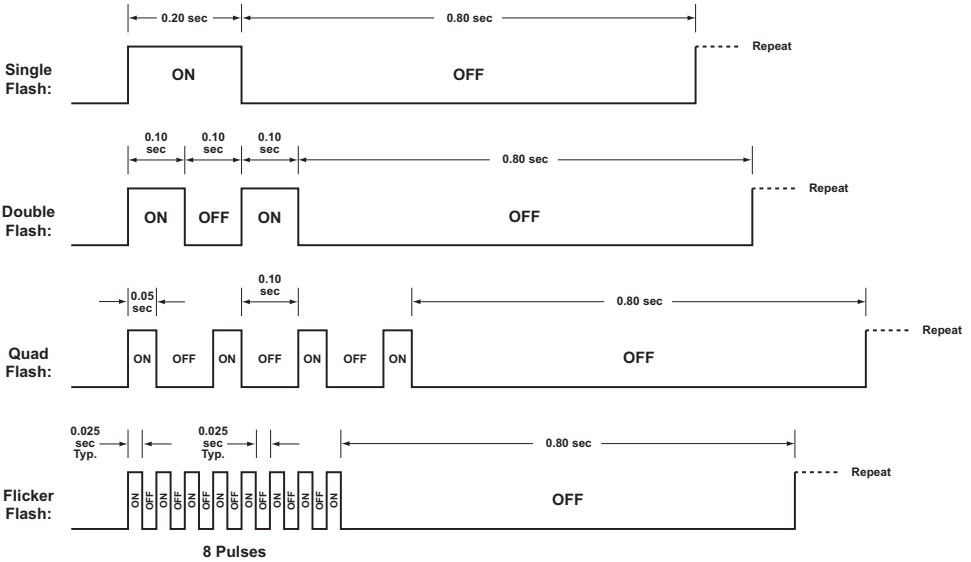 0.20 sec
0.80 sec
Repeat
Single
Flash:
ON
OFF
0.10
sec
0.10
sec
0.10
sec
0.80 sec
Repeat
Double
Flash:
ON
OFF
ON
OFF
0.05
sec
0.10
sec
0.80 sec
Repeat
Quad
Flash:
ON
OFF
ON
OFF
ON
OFF
ON
OFF
0.025
sec
Typ.
0.025
sec
Typ.
0.80 sec
Repeat
Flicker
Flash:
ON
OFF
ON
OFF
ON
OFF
ON
OFF
ON
OFF
ON
OFF
ON
OFF
ON
OFF
8 Pulses